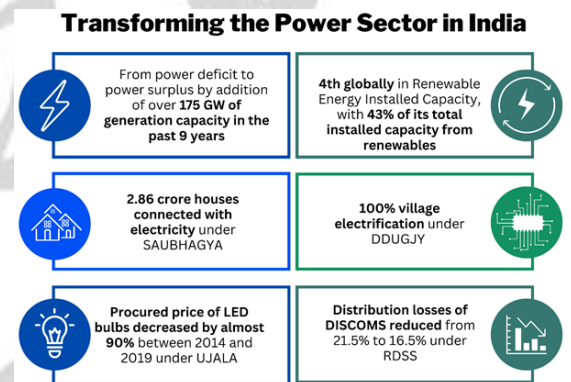 Transforming the Power Sector in India
From power deficit to
power surplus by addition
of over 175 GW of
generation capacity in the
past 9 years
4th globally in Renewable
Energy Installed Capacity,
with 43% of its total
installed capacity from
renewables
2.86 crore houses
connected with
electricity under
SAUBHAGYA
100% village
electrification under
DDUGJY
Procured price of LED
bulbs decreased by almost
90% between 2014 and
2019 under UJALA
Distribution losses of
DISCOMS reduced from
21.5% to 16.5% under
RDSS